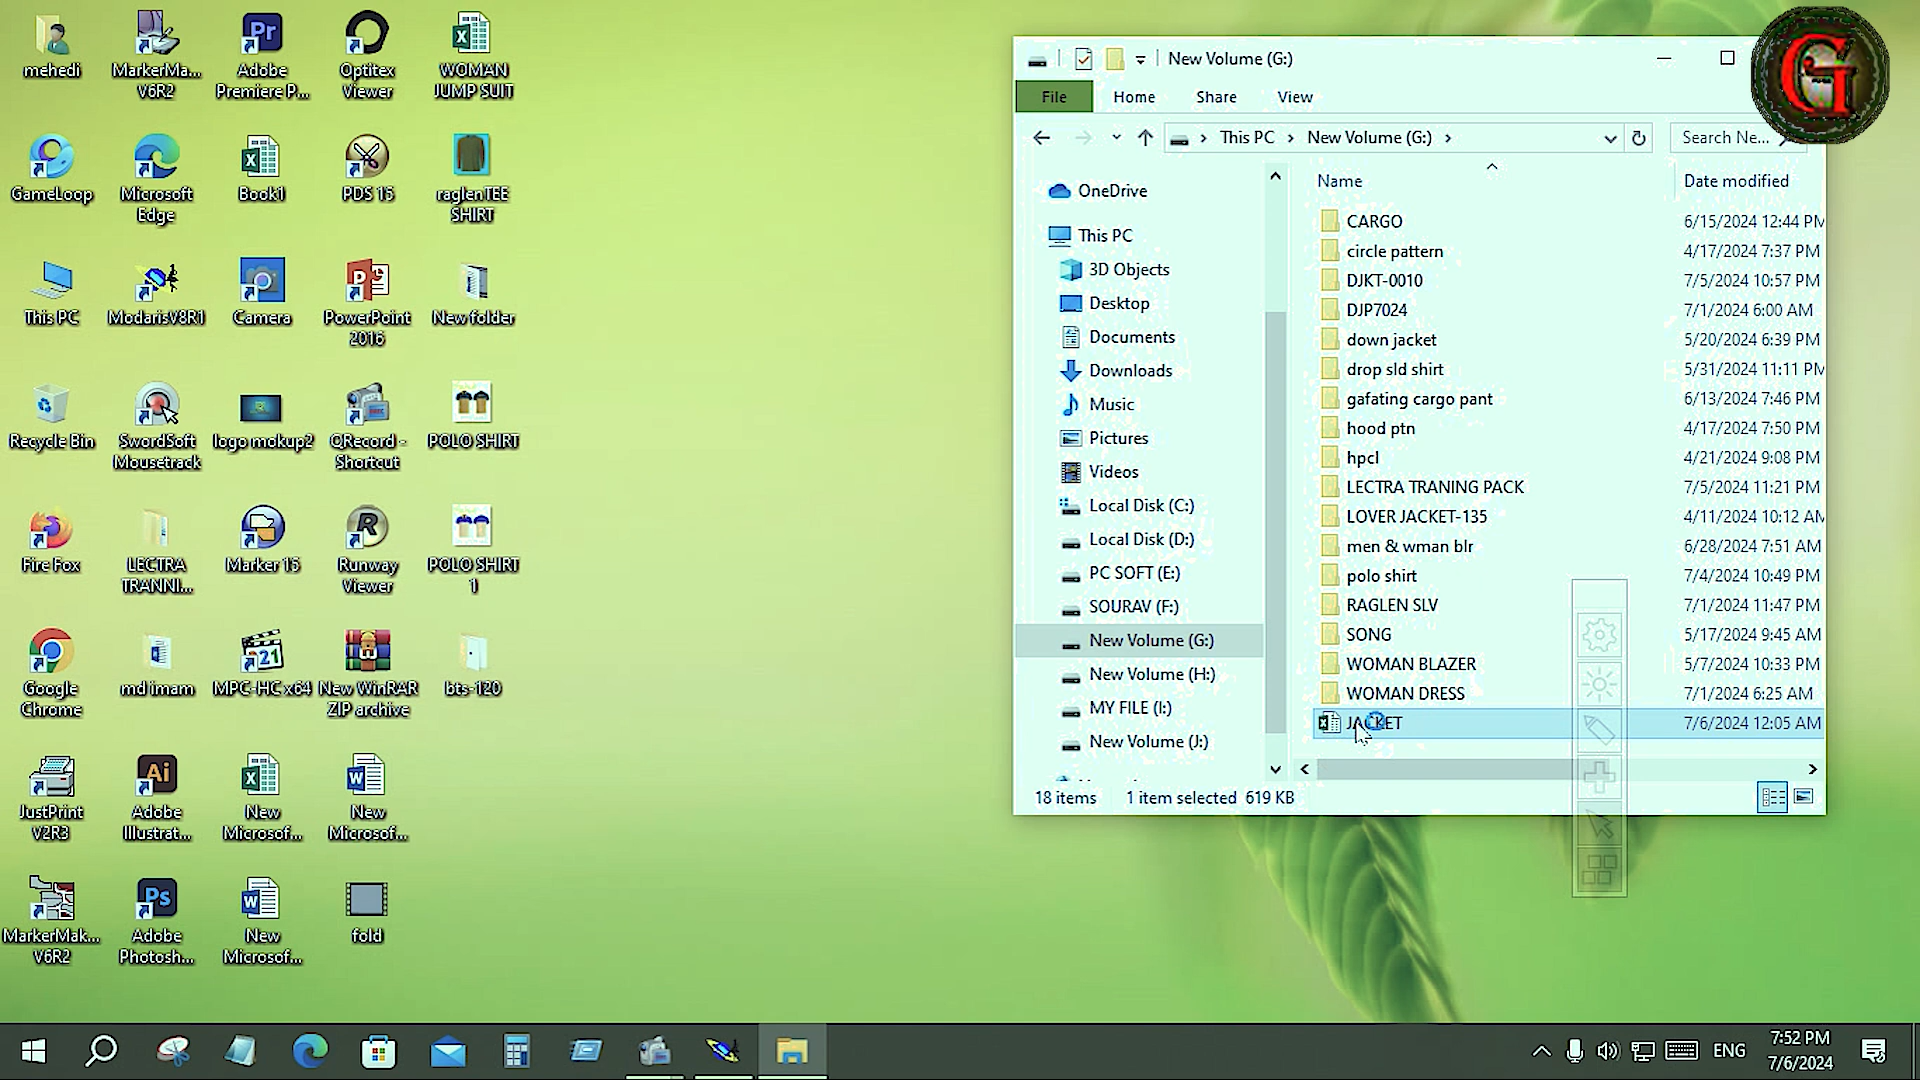 mehedi
MarkerMa...
V6R2
Adobe
Premiere P...
Optitex
Viewer
WOMAN
JUMP SUIT
GameLoop
Microsoft
Edge
Book1
PDS 15
raglenTEE
SHIRT
This PC
ModarisV8R1
Camera
PowerPoint
2016
New folder
Recycle Bin
SwordSoft
Mousetrack
logo mokup2
QRecord -
Shortcut
POLO SHIRT
Fire Fox
LECTRA
TRANNI...
Marker 15
Runway
Viewer
POLO SHIRT
1
Google
Chrome
md imam
MPC-HC x64
New WinRAR
ZIP archive
bts-120
JustPrint
V2R3
Adobe
Illustrat...
New
Microsof...
New
Microsof...
MarkerMak...
V6R2
Adobe
Photosh...
New
Microsof...
fold
New Volume (G:)
File Home Share View
This PC > New Volume (G:) >
Search Ne...
OneDrive
This PC
3D Objects
Desktop
Documents
Downloads
Music
Pictures
Videos
Local Disk (C:)
Local Disk (D:)
PC SOFT (E:)
SOURAV (F:)
New Volume (G:)
New Volume (H:)
MY FILE (I:)
New Volume (J:)
Name Date modified
CARGO 6/15/2024 12:44 PM
circle pattern 4/17/2024 7:37 PM
DJKT-0010 7/5/2024 10:57 PM
DJP7024 7/1/2024 6:00 AM
down jacket 5/20/2024 6:39 PM
drop sld shirt 5/31/2024 11:11 PM
gafating cargo pant 6/13/2024 7:46 PM
hood ptn 4/17/2024 7:50 PM
hpcl 4/21/2024 9:08 PM
LECTRA TRANING PACK 7/5/2024 11:21 PM
LOVER JACKET-135 4/11/2024 10:12 AM
men & wman blr 6/28/2024 7:51 AM
polo shirt 7/4/2024 10:49 PM
RAGLEN SLV 7/1/2024 11:47 PM
SONG 5/17/2024 9:45 AM
WOMAN BLAZER 5/7/2024 10:33 PM
WOMAN DRESS 7/1/2024 6:25 AM
JACKET 7/6/2024 12:05 AM
18 items 1 item selected 619 KB
G
ENG
7:52 PM
7/6/2024